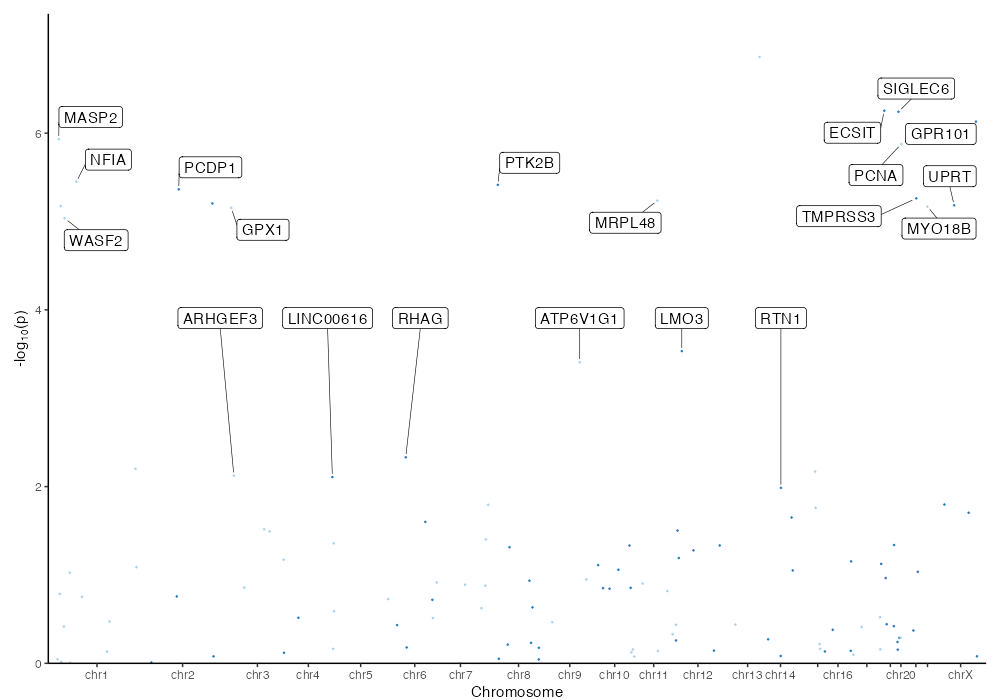 SIGLEC6
MASP2
ECSIT
GPR101
6
NFIA
PCDP1
PTK2B
PCNA
UPRT
MRPL48
TMPRSS3
GPX1
MYO18B
WASF2
4
ARHGEF3
LINC00616
RHAG
ATP6V1G1
LMO3
RTN1
-log10(p)
2
0
chr1 chr2 chr3 chr4 chr5 chr6 chr7 chr8 chr9 chr10 chr11 chr12 chr13 chr14 chr16 chr20 chrX
Chromosome